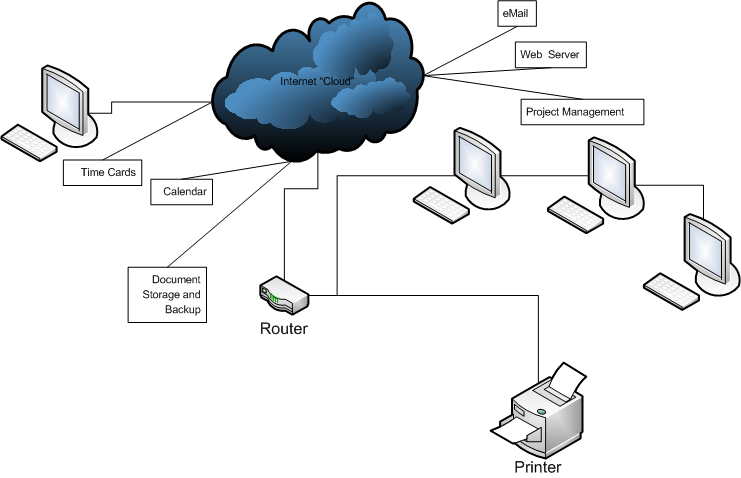 eMail
Web Server
Internet "Cloud"
Project Management
Time Cards
Calendar
Document
Storage and
Backup
Router
Printer